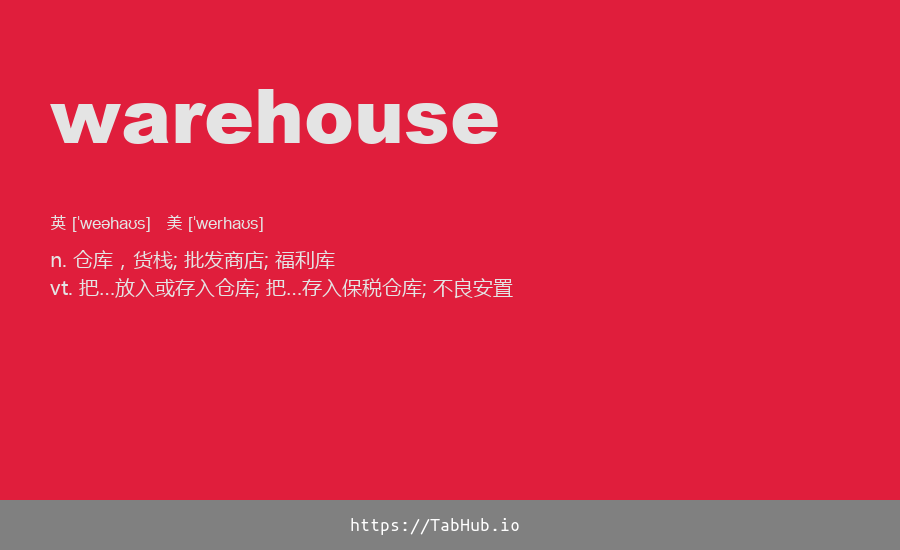 warehouse
英 [ˈweəhaʊs] 美 [ˈwerhaʊs]
n. 仓库，货栈; 批发商店; 福利库
vt. 把...放入或存入仓库; 把...存入保税仓库; 不良安置
https://TabHub.io